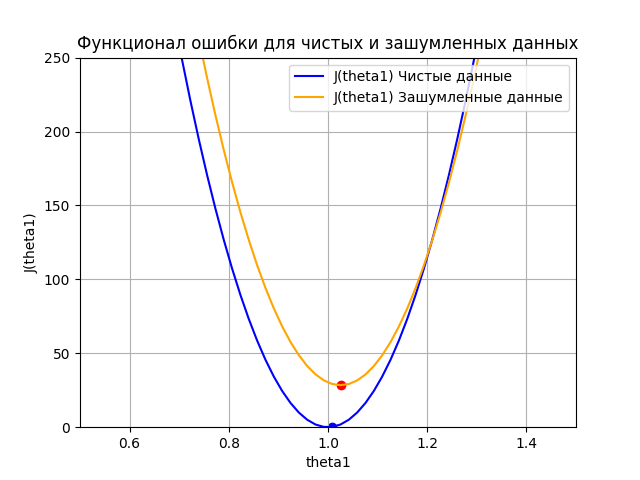 Функционал ошибки для чистых и зашумленных данных
J(theta1)
250
200
150
100
50
0
J(theta1) Чистые данные
J(theta1) Зашумленные данные
0.6
0.8
1.0
1.2
1.4
theta1